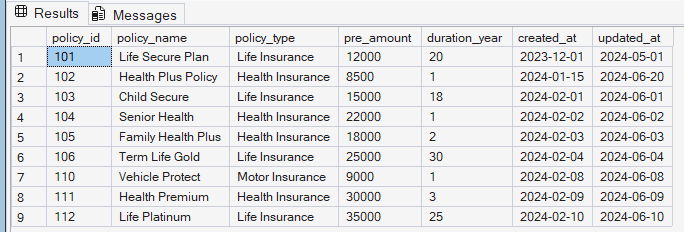 Results Messages
policy_id policy_name policy_type pre_amount duration_year created_at updated_at
1 101 Life Secure Plan Life Insurance 12000 20 2023-12-01 2024-05-01
2 102 Health Plus Policy Health Insurance 8500 1 2024-01-15 2024-06-20
3 103 Child Secure Life Insurance 15000 18 2024-02-01 2024-06-01
4 104 Senior Health Health Insurance 22000 1 2024-02-02 2024-06-02
5 105 Family Health Plus Health Insurance 18000 2 2024-02-03 2024-06-03
6 106 Term Life Gold Life Insurance 25000 30 2024-02-04 2024-06-04
7 110 Vehicle Protect Motor Insurance 9000 1 2024-02-08 2024-06-08
8 111 Health Premium Health Insurance 30000 3 2024-02-09 2024-06-09
9 112 Life Platinum Life Insurance 35000 25 2024-02-10 2024-06-10